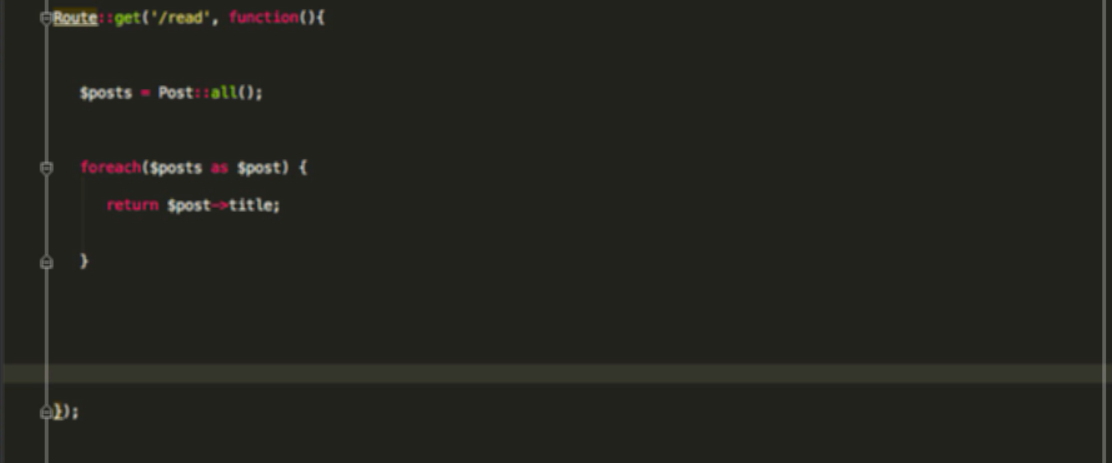 Route::get('/read', function(){
$posts = Post::all();
foreach($posts as $post) {
return $post->title;
}
});